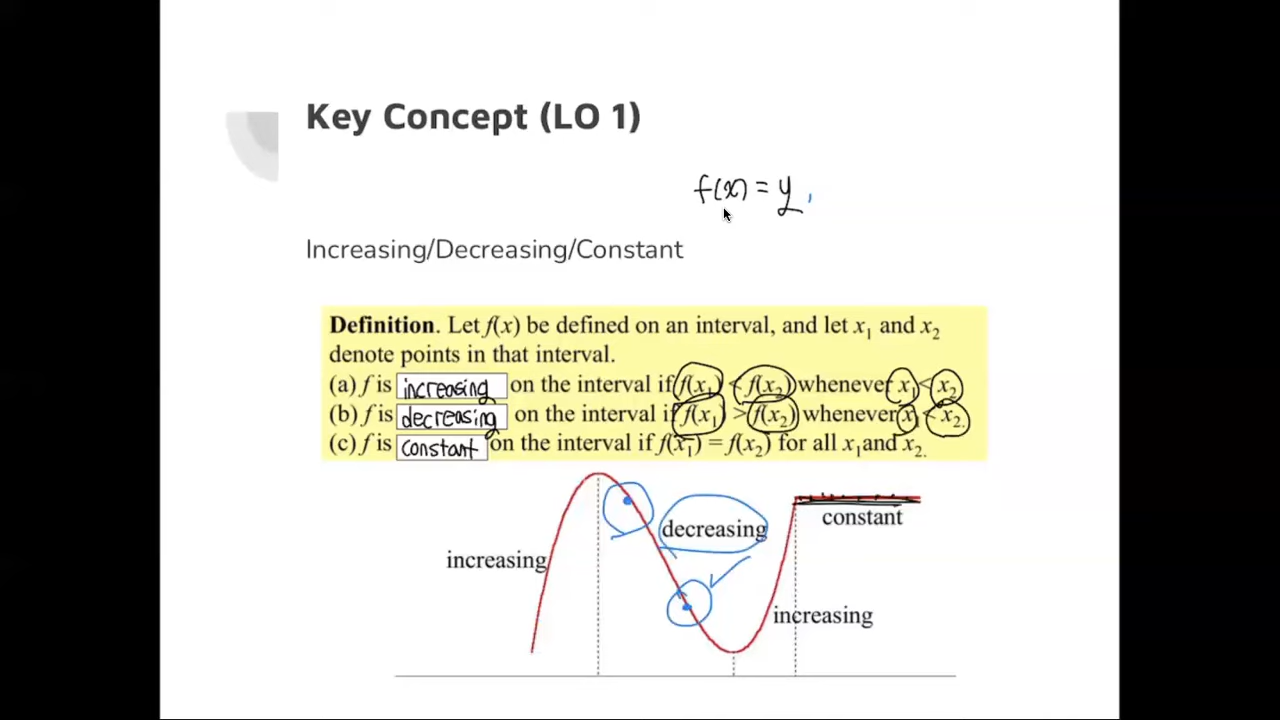 Key Concept (LO 1)
f(x) = y
Increasing/Decreasing/Constant
Definition. Let f(x) be defined on an interval, and let x₁ and x₂
denote points in that interval.
(a) f is increasing on the interval if f(x₁) < f(x₂) whenever x₁ < x₂
(b) f is decreasing on the interval if f(x₁) > f(x₂) whenever x₁ < x₂.
(c) f is constant on the interval if f(x₁) = f(x₂) for all x₁ and x₂.
constant
decreasing
increasing
increasing